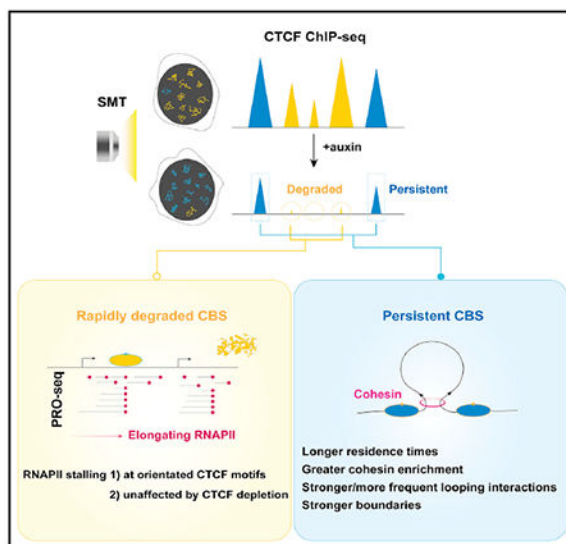 CTCF ChIP-seq
SMT
+auxin
Degraded
Persistent
Rapidly degraded CBS
PRO-seq
Elongating RNAPII
RNAPII stalling 1) at orientated CTCF motifs
2) unaffected by CTCF depletion
Persistent CBS
Cohesin
Longer residence times
Greater cohesin enrichment
Stronger/more frequent looping interactions
Stronger boundaries